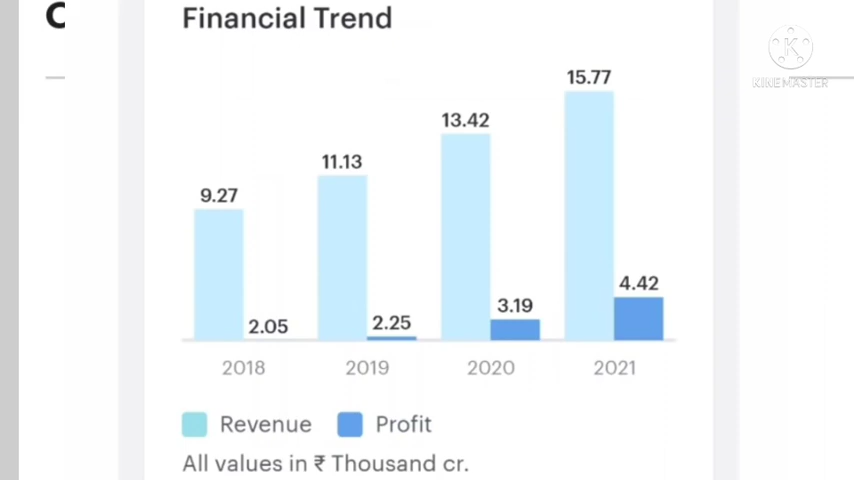 Financial Trend
15.77
13.42
11.13
9.27
4.42
3.19
2.25
2.05
2018 2019 2020 2021
Revenue Profit
All values in ₹ Thousand cr.
K
KINEMASTER